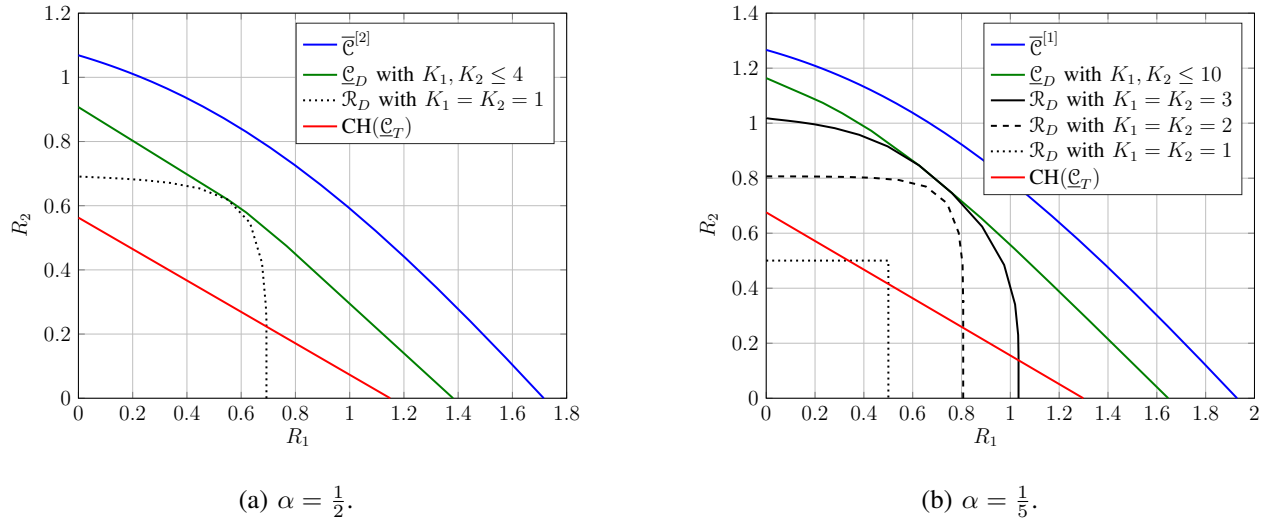 1.2
1
0.8
0.6
0.4
0.2
0
R₂
0 0.2 0.4 0.6 0.8 1 1.2 1.4 1.6 1.8
R₁
𝒞̅^[2]
𝒞̲_D with K₁, K₂ ≤ 4
ℛ_D with K₁ = K₂ = 1
CH(𝒞̲_T)
(a) α = 1/2.
1.4
1.2
1
0.8
0.6
0.4
0.2
0
R₂
0 0.2 0.4 0.6 0.8 1 1.2 1.4 1.6 1.8 2
R₁
𝒞̅^[1]
𝒞̲_D with K₁, K₂ ≤ 10
ℛ_D with K₁ = K₂ = 3
ℛ_D with K₁ = K₂ = 2
ℛ_D with K₁ = K₂ = 1
CH(𝒞̲_T)
(b) α = 1/5.